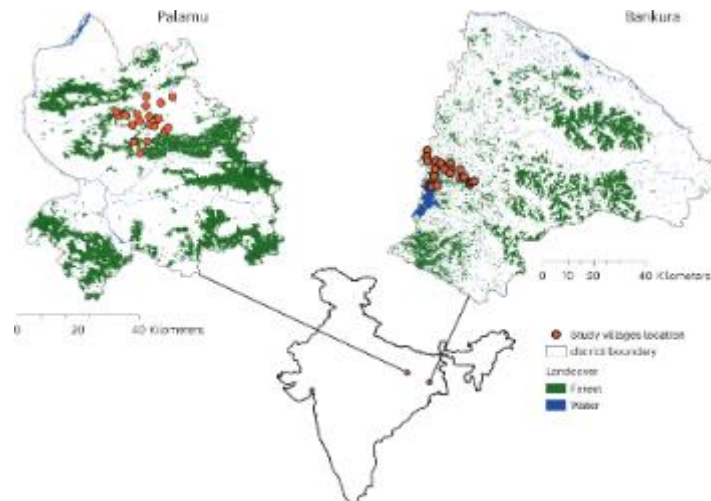 Palamu
Bankura
0 10 20 40 Kilometers
0 20 40 Kilometers
Study villages location
district boundary
Landcover
Forest
Water